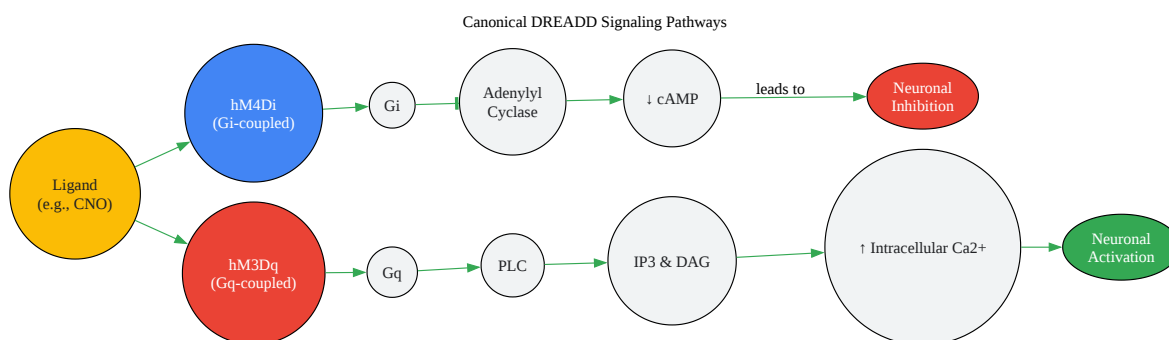 Canonical DREADD Signaling Pathways
Ligand
(e.g., CNO)
hM4Di
(Gi-coupled)
Gi
Adenylyl
Cyclase
↓ cAMP
leads to
Neuronal
Inhibition
hM3Dq
(Gq-coupled)
Gq
PLC
IP3 & DAG
↑ Intracellular Ca2+
Neuronal
Activation